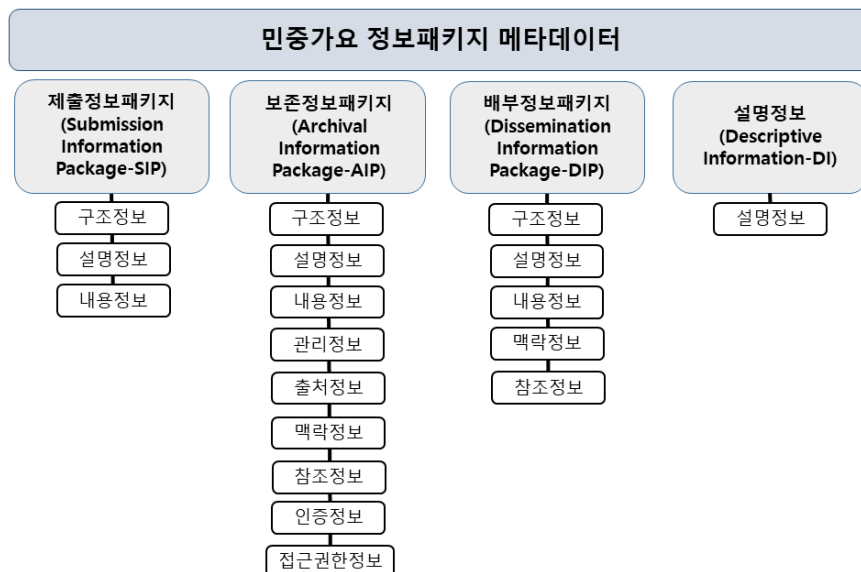 민중가요 정보패키지 메타데이터
제출정보패키지
(Submission
Information
Package-SIP)
구조정보
설명정보
내용정보
보존정보패키지
(Archival
Information
Package-AIP)
구조정보
설명정보
내용정보
관리정보
출처정보
맥락정보
참조정보
인증정보
접근권한정보
배부정보패키지
(Dissemination
Information
Package-DIP)
구조정보
설명정보
내용정보
맥락정보
참조정보
설명정보
(Descriptive
Information-DI)
설명정보